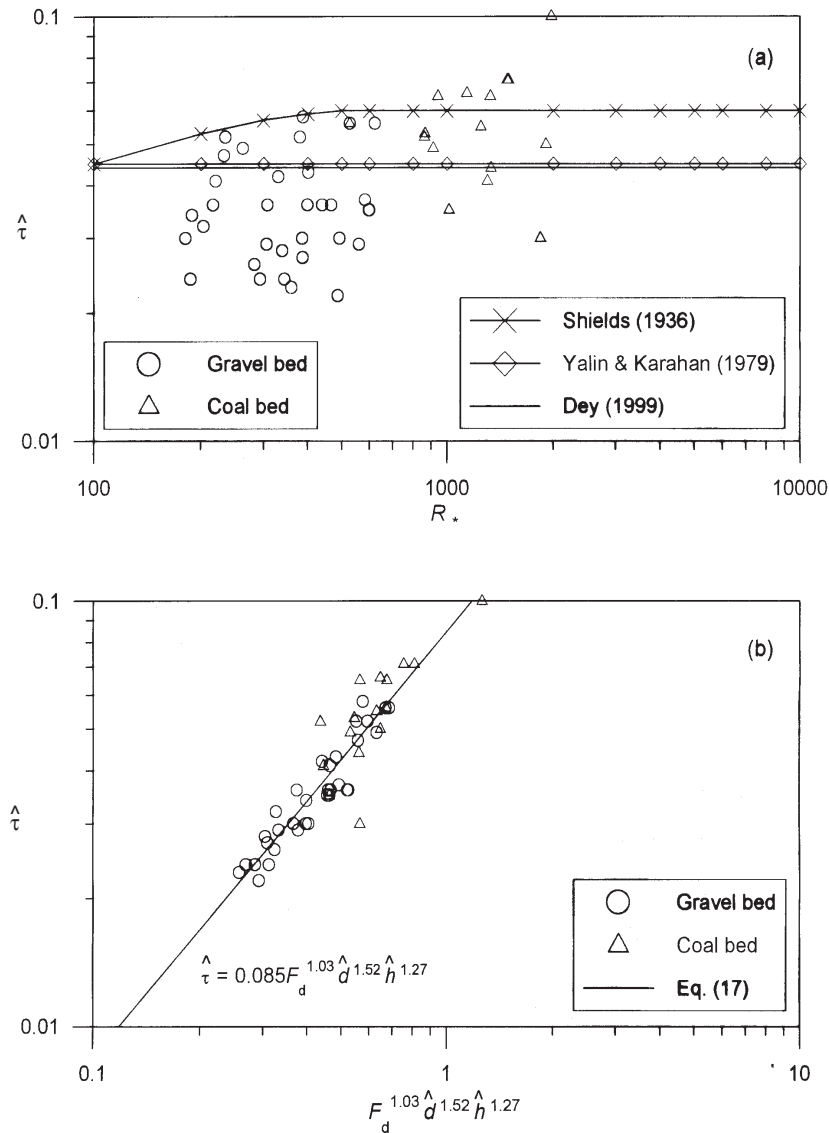 0.1
(a)
τ̂
Shields (1936)
Yalin & Karahan (1979)
Dey (1999)
Gravel bed
Coal bed
0.01
100
1000
10000
R*
0.1
(b)
τ̂
Gravel bed
Coal bed
Eq. (17)
τ̂ = 0.085F_d^1.03 d̂^1.52 ĥ^1.27
0.01
0.1
1
10
F_d^1.03 d̂^1.52 ĥ^1.27